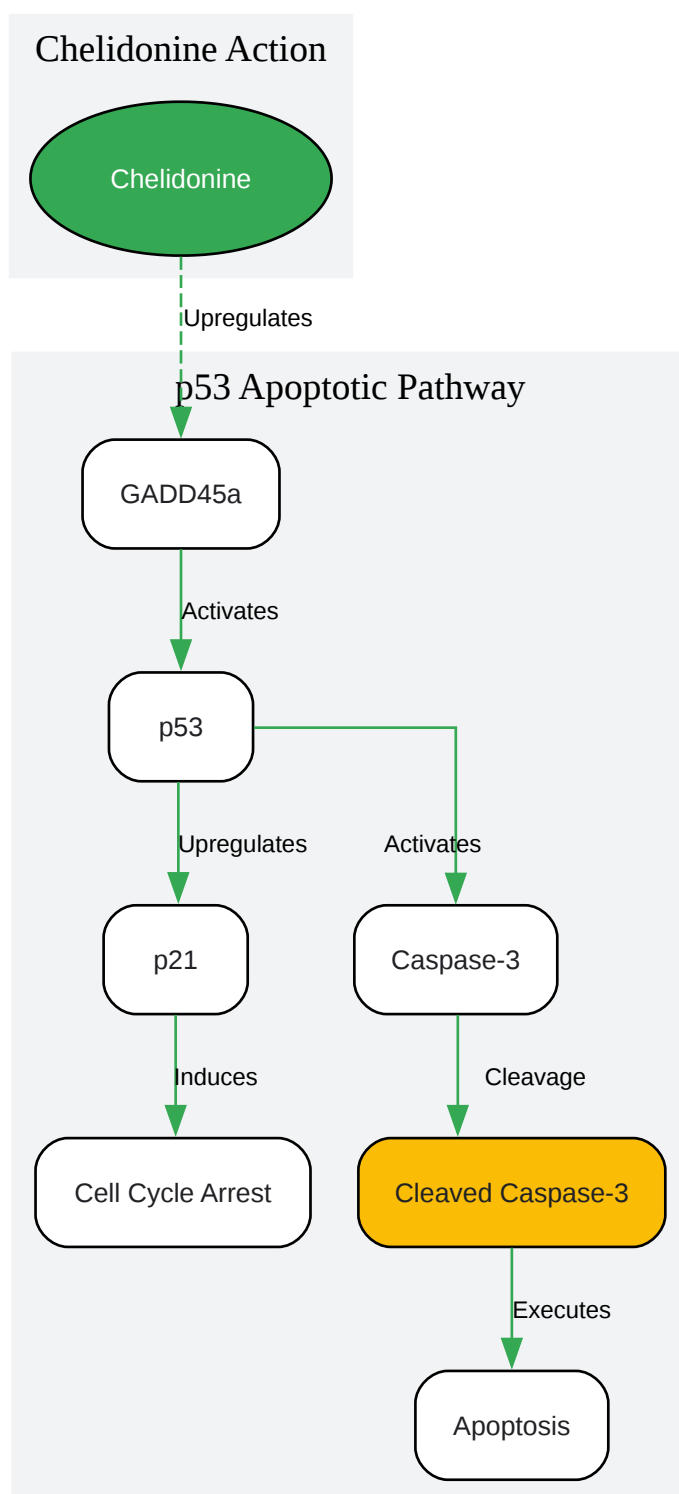 Chelidonine Action
Chelidonine
Upregulates
p53 Apoptotic Pathway
GADD45a
Activates
p53
Upregulates
Activates
p21
Caspase-3
Induces
Cleavage
Cell Cycle Arrest
Cleaved Caspase-3
Executes
Apoptosis